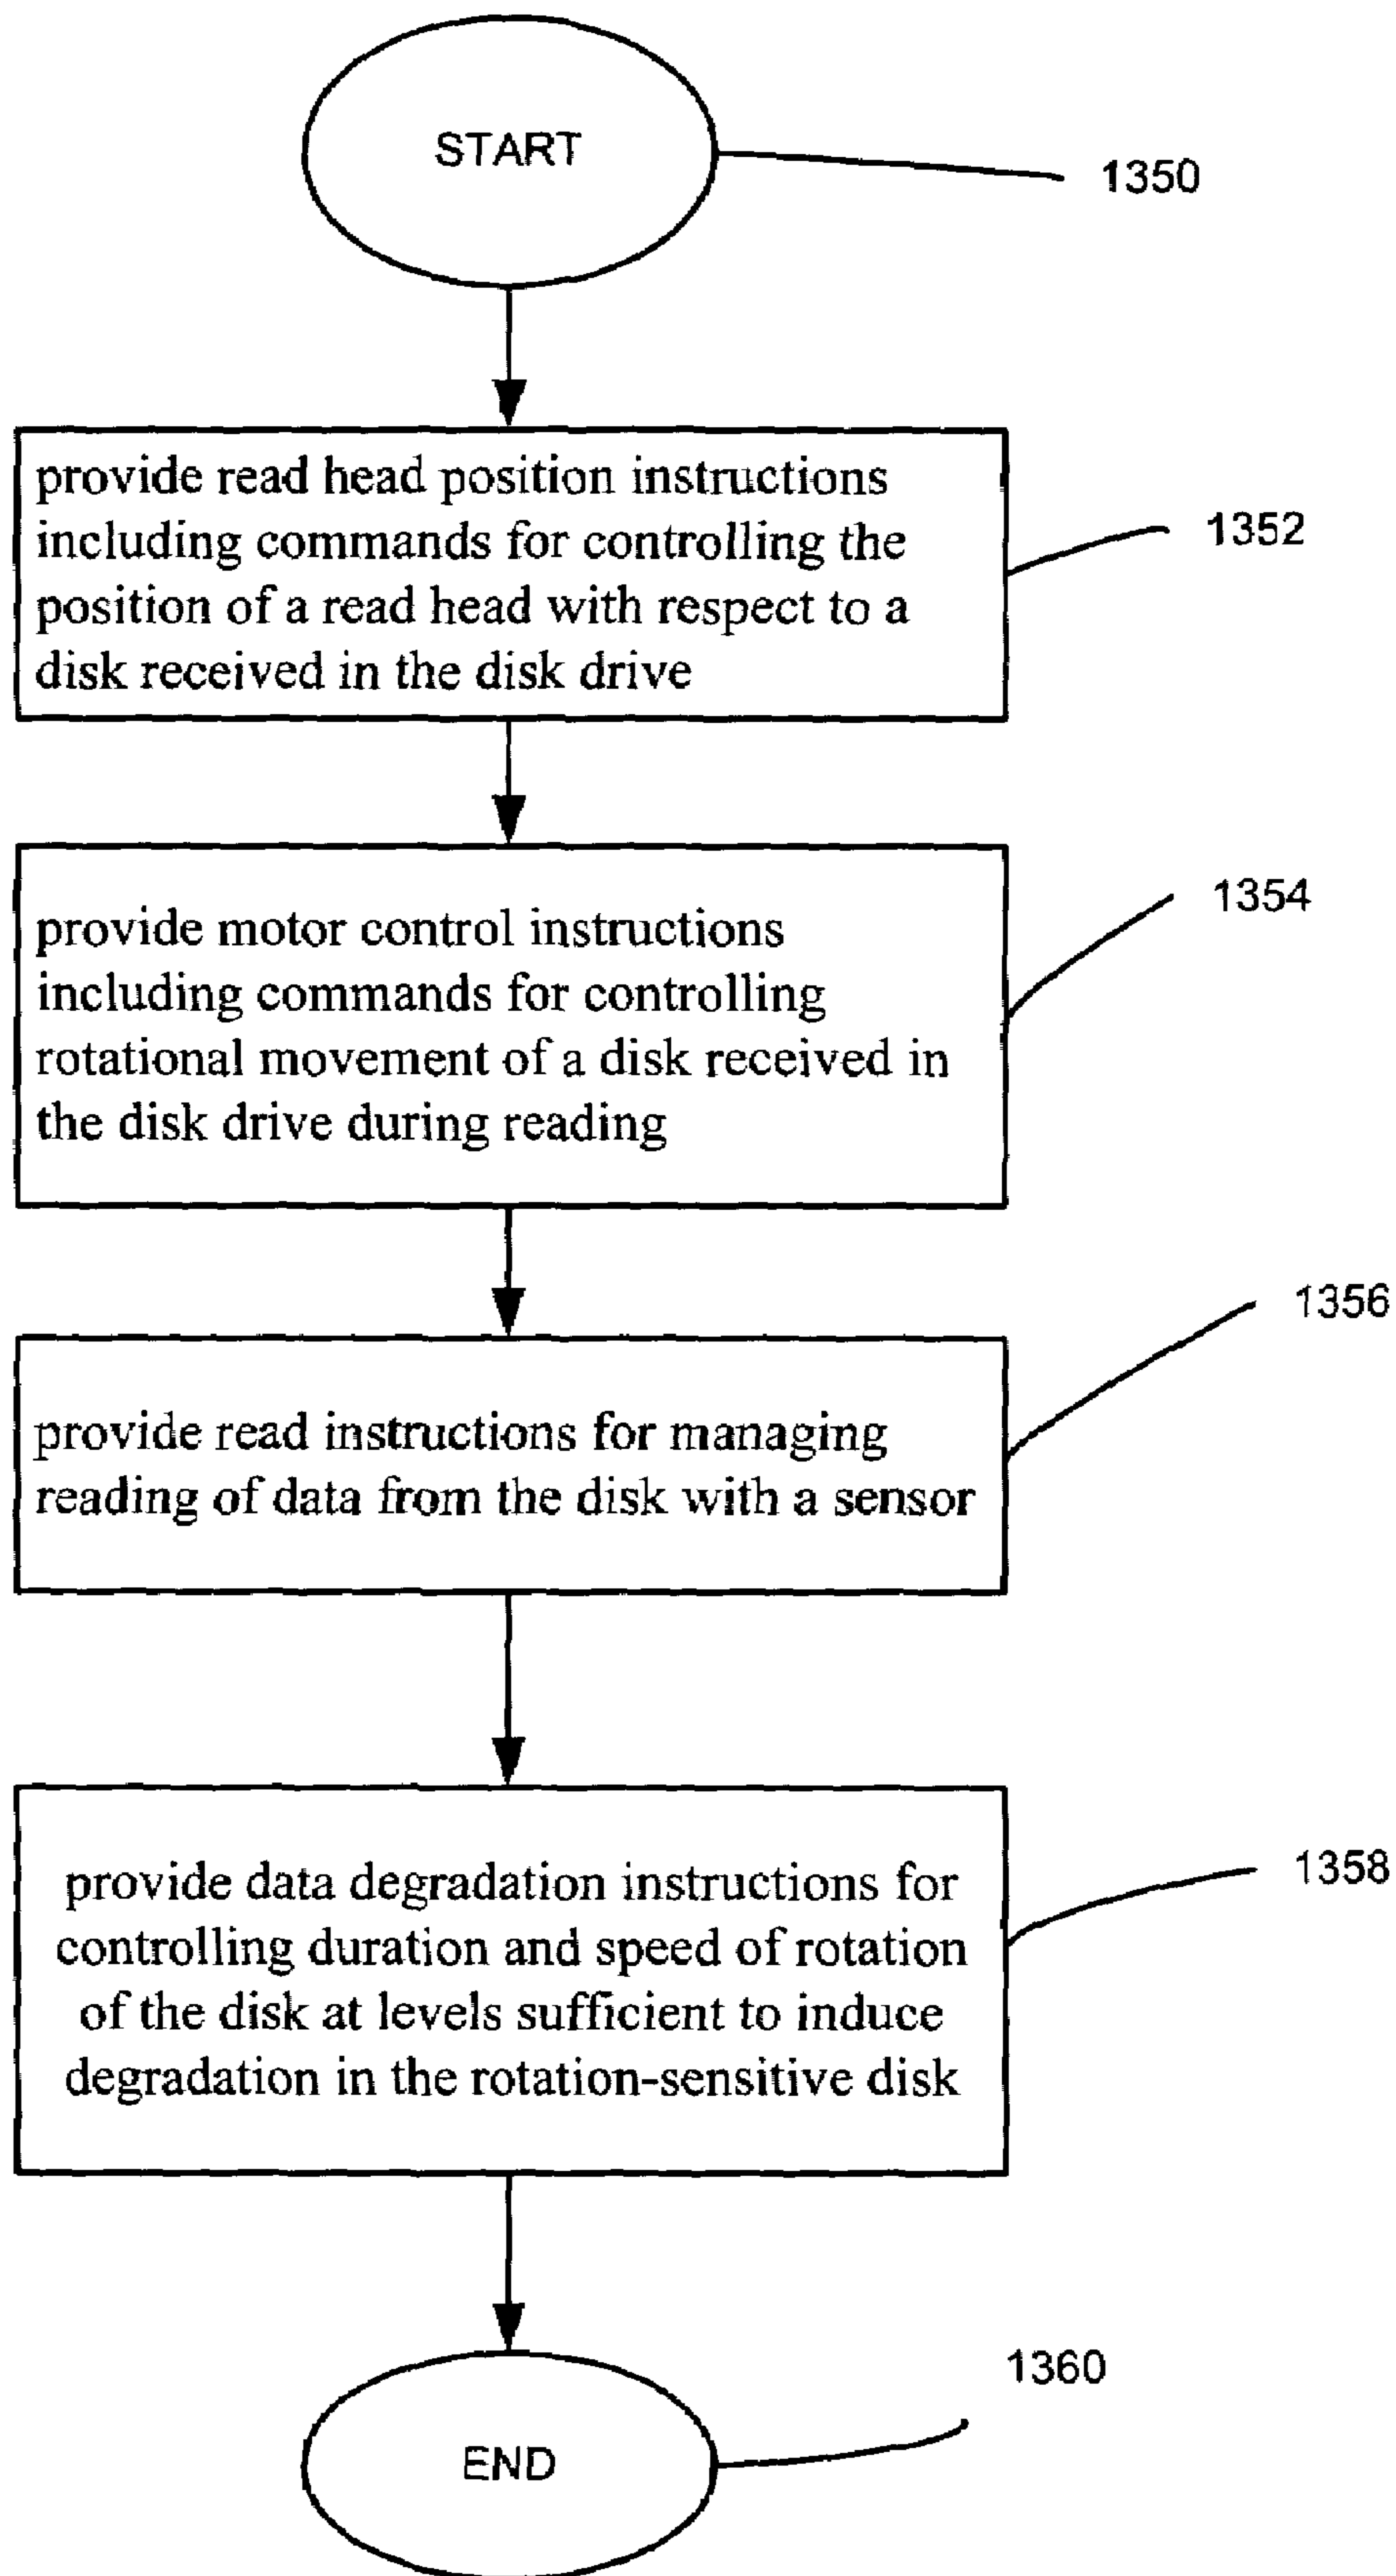 START
1350
provide read head position instructions
including commands for controlling the
position of a read head with respect to a
disk received in the disk drive
1352
provide motor control instructions
including commands for controlling
rotational movement of a disk received in
the disk drive during reading
1354
provide read instructions for managing
reading of data from the disk with a sensor
1356
provide data degradation instructions for
controlling duration and speed of rotation
of the disk at levels sufficient to induce
degradation in the rotation-sensitive disk
1358
END
1360